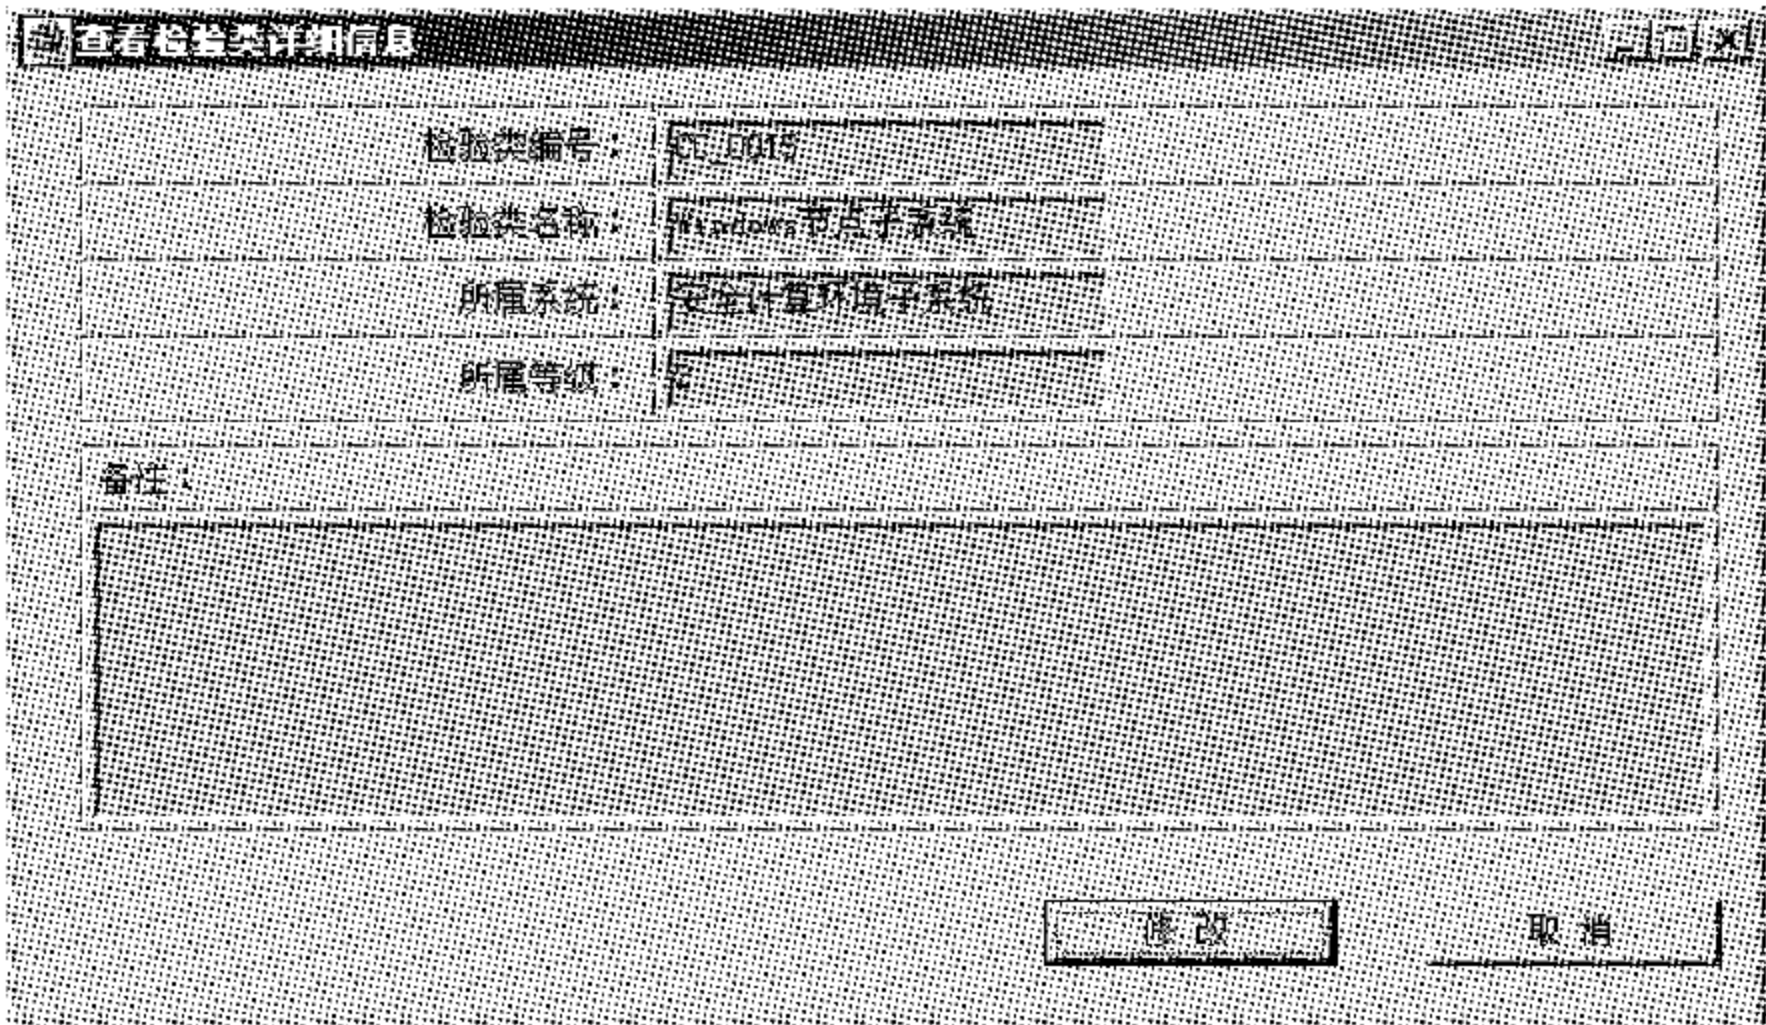 查看检验类详细信息
检验类编号： CC_0015
检验类名称： Windows节点子系统
所属系统： 安全计算环境子系统
所属等级： 2
备注：
修 改 取 消